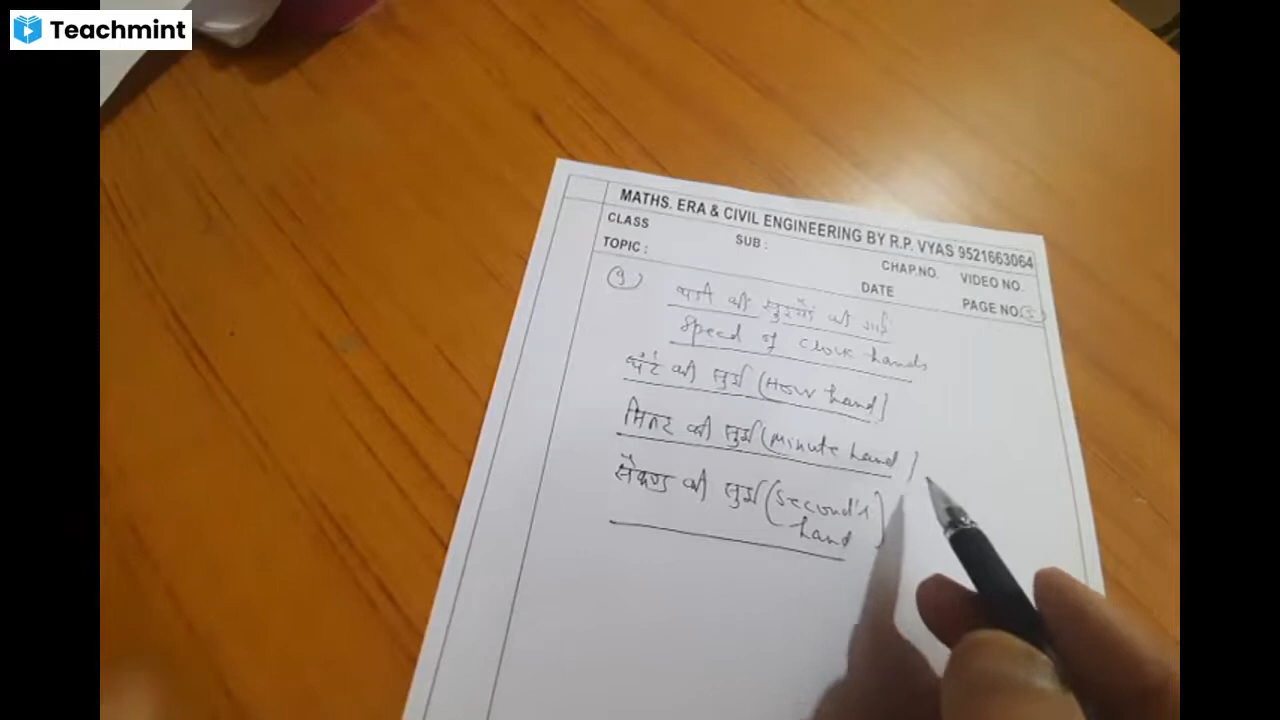 Teachmint
MATHS. ERA & CIVIL ENGINEERING BY R.P. VYAS 9521663064
CLASS SUB : CHAP.NO. VIDEO NO.
TOPIC : DATE PAGE NO.
घड़ी की सुइयों की
Speed of Clock hands
घंटे की सुई (Hour hand)
मिनट की सुई (Minute hand)
सैकण्ड की सुई (Second's
hand)